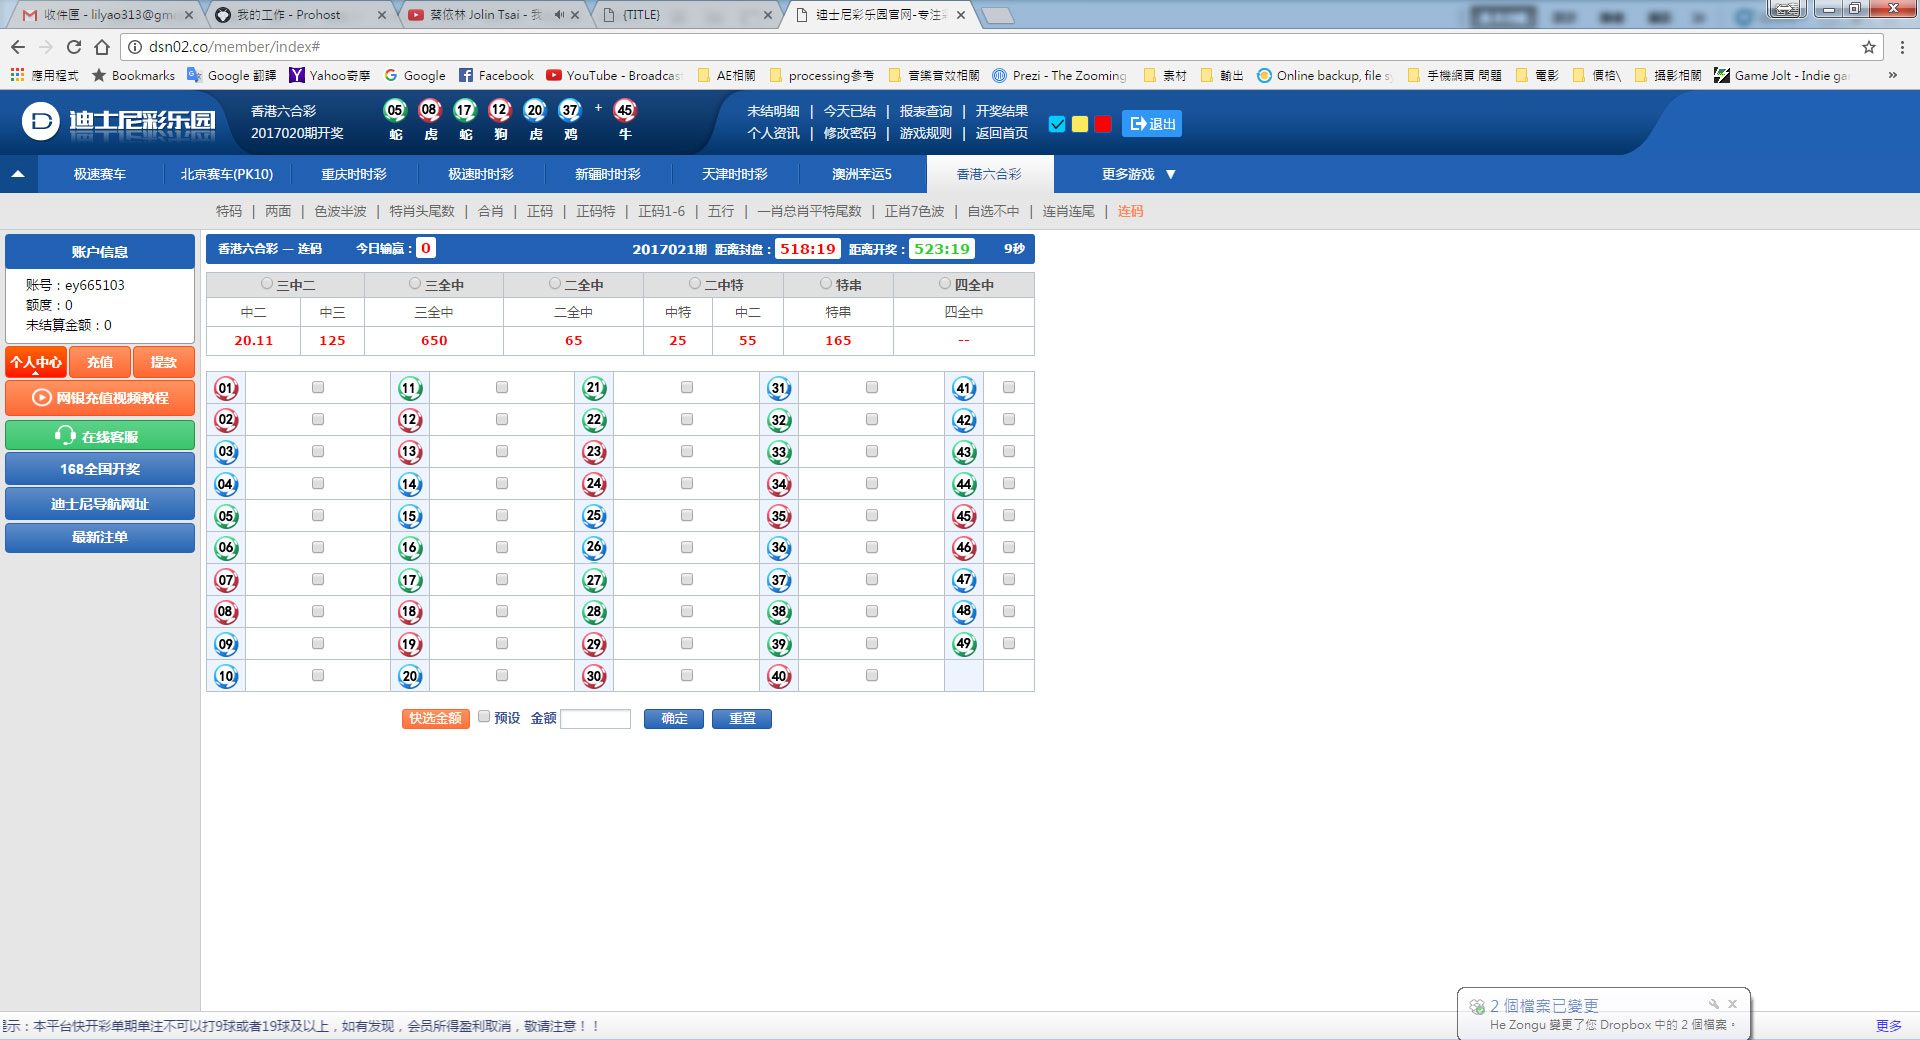 收件匣 - lilyao313@gm
我的工作 - Prohost
蔡依林 Jolin Tsai - 我
{TITLE}
迪士尼彩乐园官网-专注
dsn02.co/member/index#
應用程式 Bookmarks Google 翻譯 Yahoo奇摩 Google Facebook YouTube - Broadcas AE相關 processing參考 音樂音效相關 Prezi - The Zooming 素材 輸出 Online backup, file s 手機網頁 問題 電影 價格\ 攝影相關 Game Jolt - Indie ga »
D 迪士尼彩乐园
香港六合彩
2017020期开奖
05 08 17 12 20 37 + 45
蛇 虎 蛇 狗 虎 鸡 牛
未结明细 | 今天已结 | 报表查询 | 开奖结果
个人资讯 | 修改密码 | 游戏规则 | 返回首页
退出
极速赛车 北京赛车(PK10) 重庆时时彩 极速时时彩 新疆时时彩 天津时时彩 澳洲幸运5 香港六合彩 更多游戏 ▼
特码 | 两面 | 色波半波 | 特肖头尾数 | 合肖 | 正码 | 正码特 | 正码1-6 | 五行 | 一肖总肖平特尾数 | 正肖7色波 | 自选不中 | 连肖连尾 | 连码
账户信息
账号：ey665103
额度：0
未结算金额：0
个人中心 充值 提款
网银充值视频教程
在线客服
168全国开奖
迪士尼导航网址
最新注单
香港六合彩 — 连码 今日输赢：0 2017021期 距离封盘：518:19 距离开奖：523:19 9秒
三中二 三全中 二全中 二中特 特串 四全中
中二 中三 三全中 二全中 中特 中二 特串 四全中
20.11 125 650 65 25 55 165 --
01 11 21 31 41
02 12 22 32 42
03 13 23 33 43
04 14 24 34 44
05 15 25 35 45
06 16 26 36 46
07 17 27 37 47
08 18 28 38 48
09 19 29 39 49
10 20 30 40
快选金额 预设 金额 确定 重置
2 個檔案已變更
He Zongu 變更了您 Dropbox 中的 2 個檔案。
提示：本平台快开彩单期单注不可以打9球或者19球及以上，如有发现，会员所得盈利取消，敬请注意！！
更多